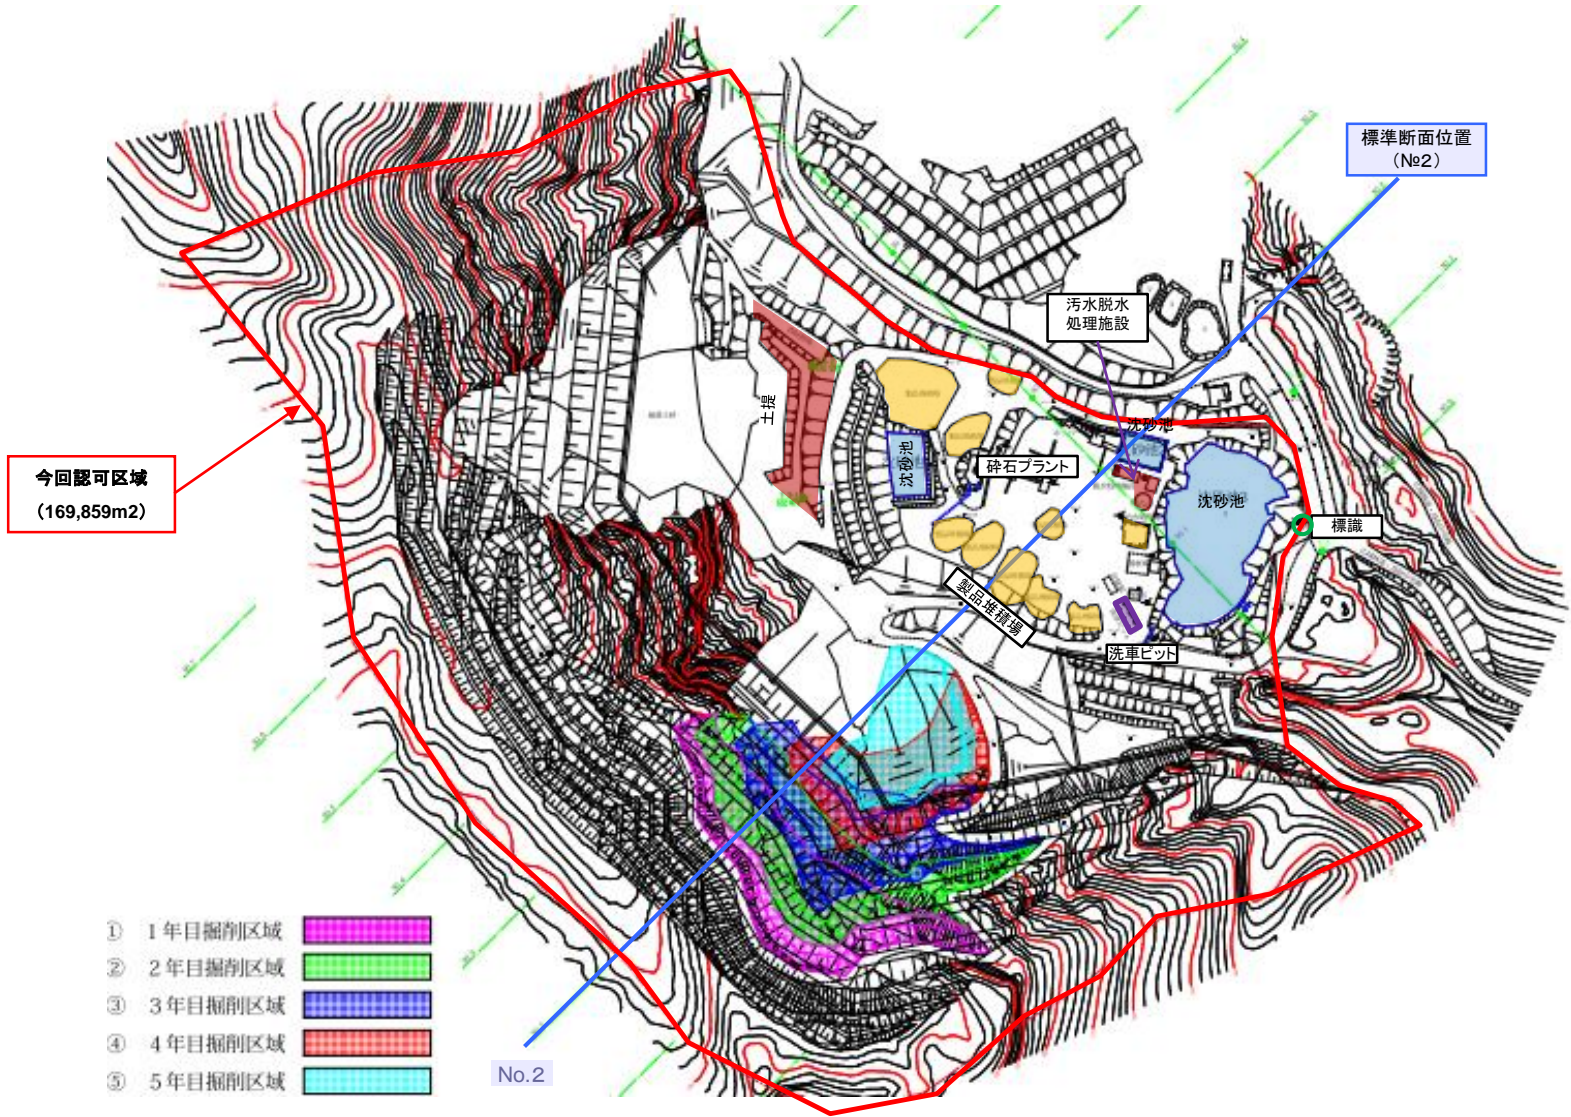 標準断面位置
（№2）
汚水脱水
処理施設
土提
沈砂池
沈砂池
砕石プラント
沈砂池
標識
今回認可区域
（169,859m2）
製品堆積場
洗車ピット
① 1年目掘削区域
② 2年目掘削区域
③ 3年目掘削区域
④ 4年目掘削区域
⑤ 5年目掘削区域
No.2